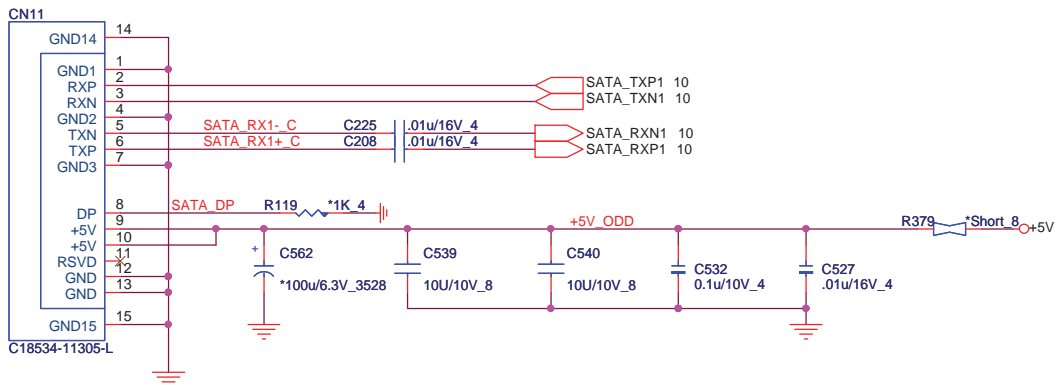 CN11
GND14 14
GND1 1
RXP 2
SATA_TXP1 10
RXN 3
SATA_TXN1 10
GND2 4
TXN 5 SATA_RX1-_C C225 .01u/16V_4 SATA_RXN1 10
TXP 6 SATA_RX1+_C C208 .01u/16V_4 SATA_RXP1 10
GND3 7
DP 8 SATA_DP R119 *1K_4
+5V 9 +5V_ODD R379 *Short_8 +5V
+5V 10
RSVD 11
GND 12
GND 13
+ C562 C539 C540 C532 C527
*100u/6.3V_3528 10U/10V_8 10U/10V_8 0.1u/10V_4 .01u/16V_4
GND15 15
C18534-11305-L